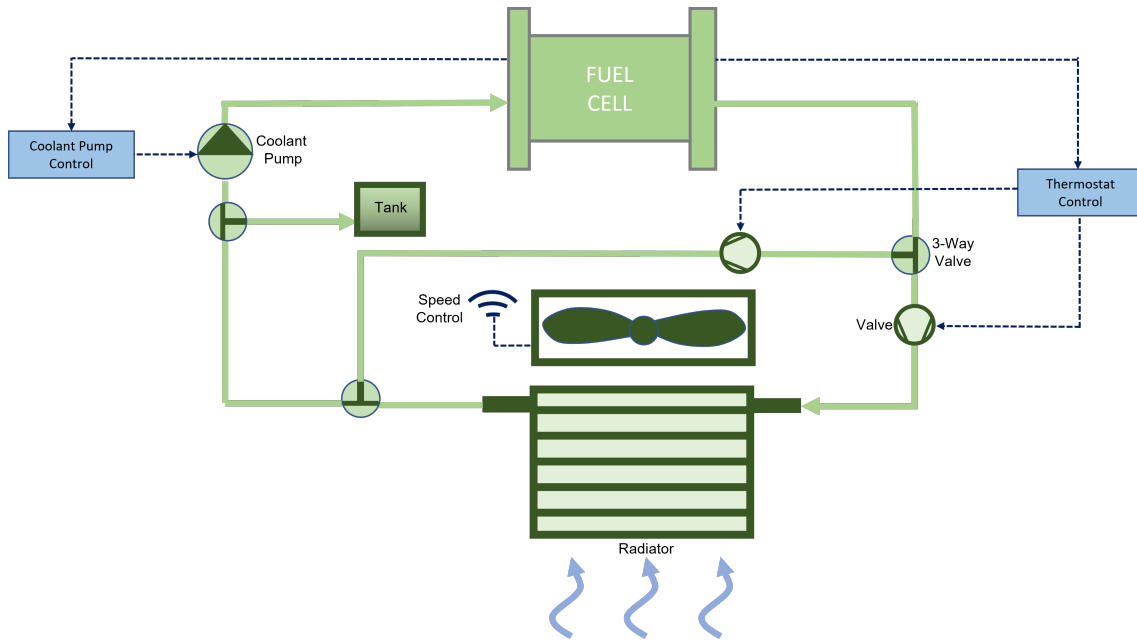 FUEL
CELL
Coolant
Pump
Coolant Pump
Control
Thermostat
Control
Tank
3-Way
Valve
Speed
Control
Valve
Radiator